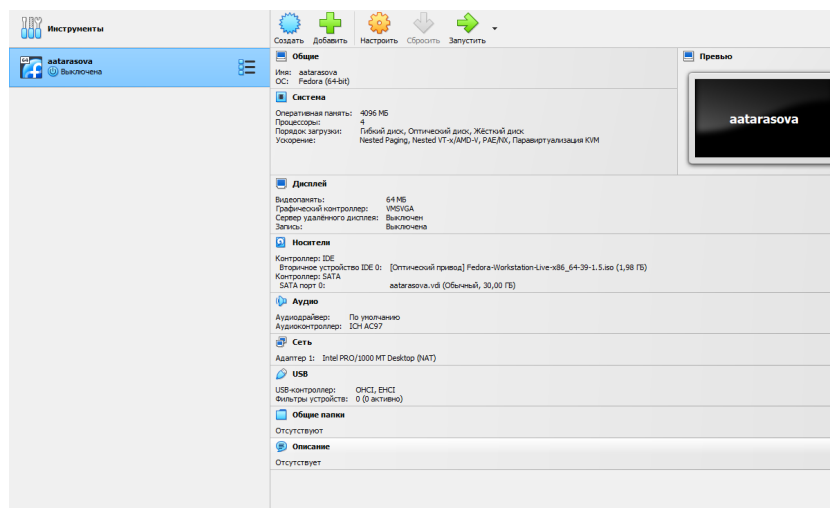 Инструменты
Создать Добавить Настроить Сбросить Запустить
64
aatarasova
Выключена
Общие
Имя: aatarasova
ОС: Fedora (64-bit)
Превью
aatarasova
Система
Оперативная память: 4096 МБ
Процессоры: 4
Порядок загрузки: Гибкий диск, Оптический диск, Жёсткий диск
Ускорение: Nested Paging, Nested VT-x/AMD-V, PAE/NX, Паравиртуализация KVM
Дисплей
Видеопамять: 64 МБ
Графический контроллер: VMSVGA
Сервер удалённого дисплея: Выключен
Запись: Выключена
Носители
Контроллер: IDE
Вторичное устройство IDE 0: [Оптический привод] Fedora-Workstation-Live-x86_64-39-1.5.iso (1,98 ГБ)
Контроллер: SATA
SATA порт 0: aatarasova.vdi (Обычный, 30,00 ГБ)
Аудио
Аудиодрайвер: По умолчанию
Аудиоконтроллер: ICH AC97
Сеть
Адаптер 1: Intel PRO/1000 MT Desktop (NAT)
USB
USB-контроллер: OHCI, EHCI
Фильтры устройств: 0 (0 активно)
Общие папки
Отсутствуют
Описание
Отсутствует